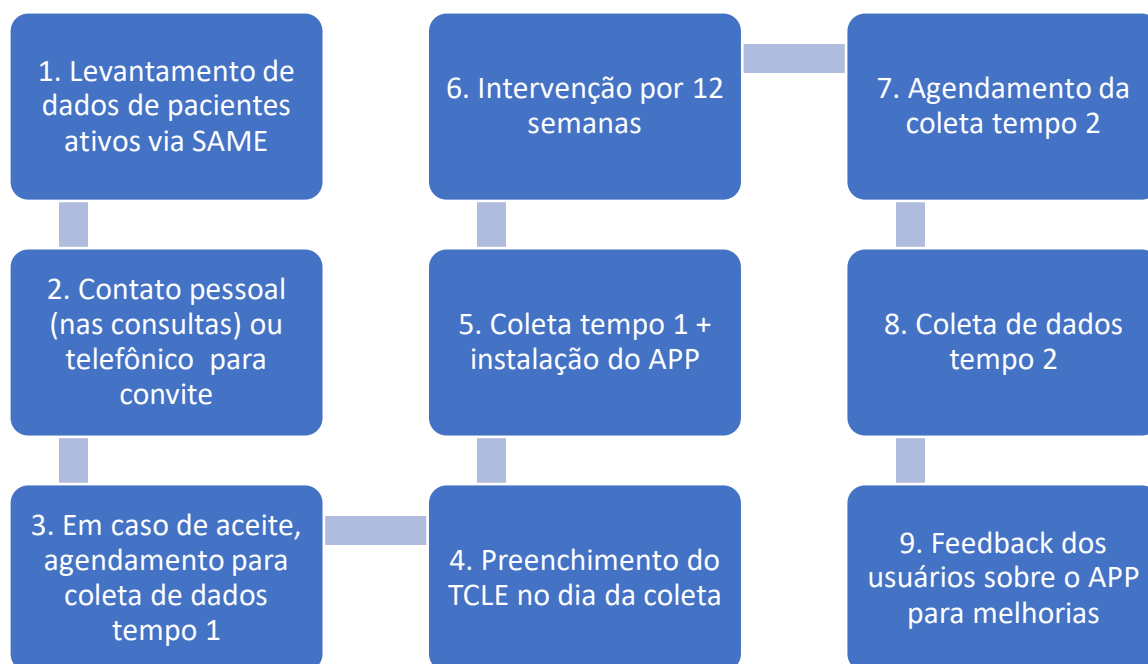 1. Levantamento de
dados de pacientes
ativos via SAME
2. Contato pessoal
(nas consultas) ou
telefônico para
convite
3. Em caso de aceite,
agendamento para
coleta de dados
tempo 1
4. Preenchimento do
TCLE no dia da coleta
5. Coleta tempo 1 +
instalação do APP
6. Intervenção por 12
semanas
7. Agendamento da
coleta tempo 2
8. Coleta de dados
tempo 2
9. Feedback dos
usuários sobre o APP
para melhorias